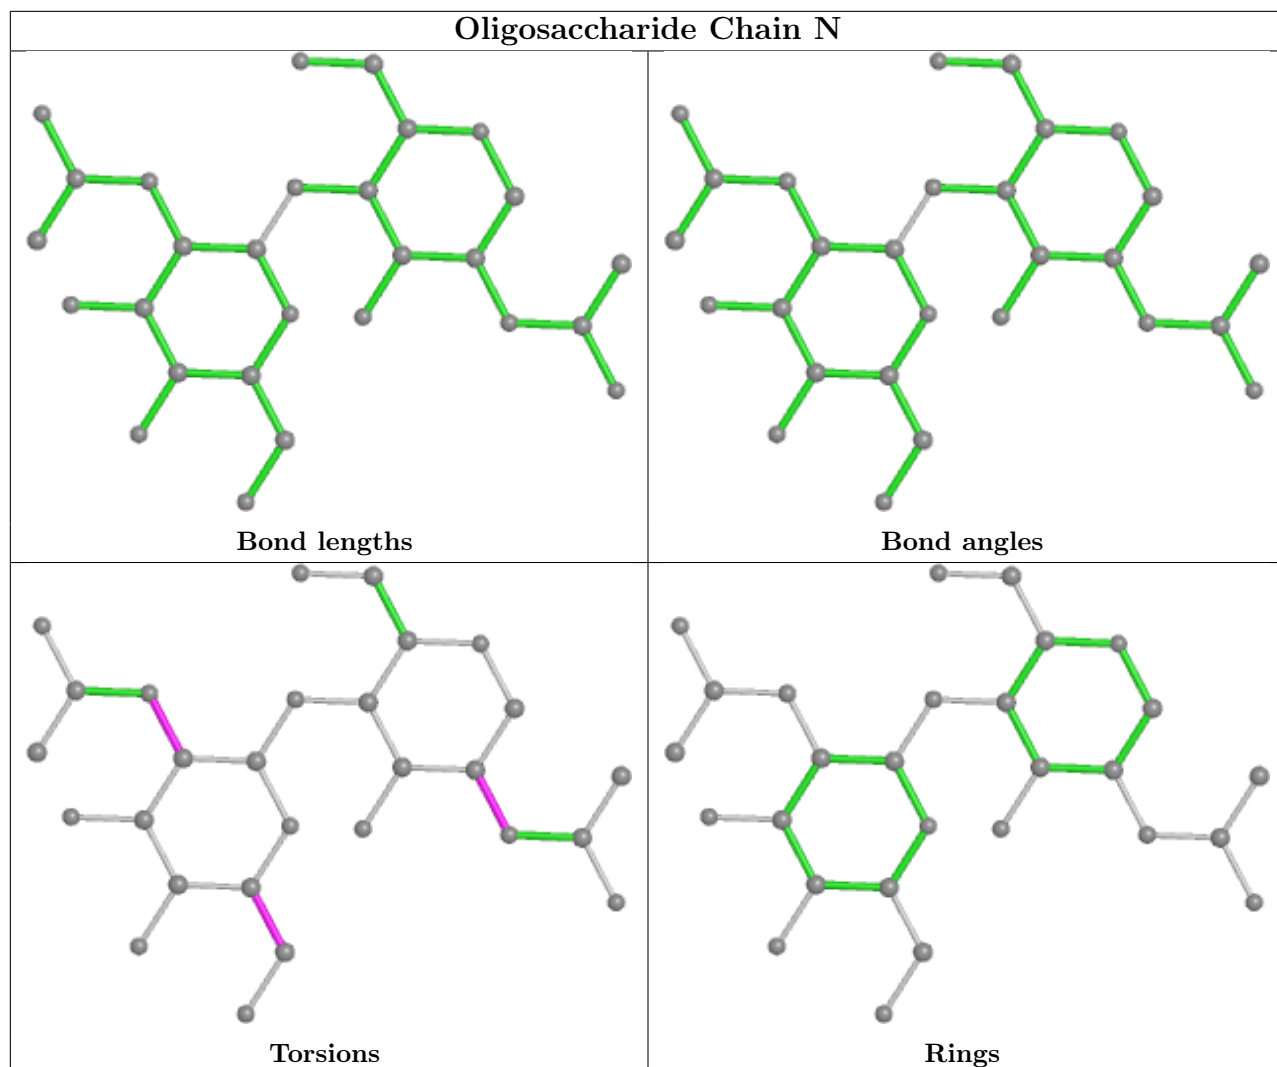 Oligosaccharide Chain N
Bond lengths
Bond angles
Torsions
Rings